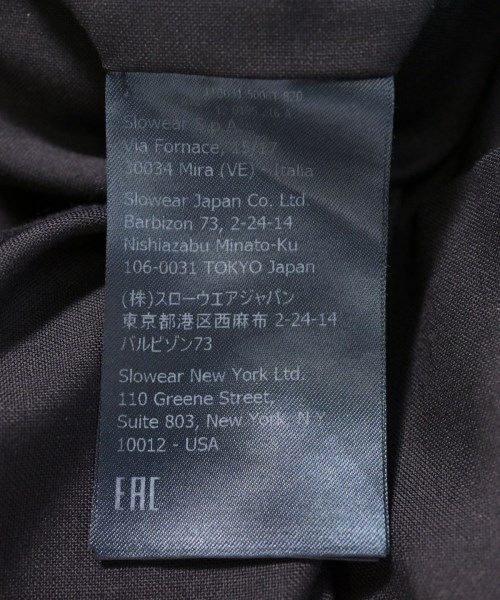 Slowear S.p.A.
Via Fornace, 15/17
30034 Mira (VE) - Italia
Slowear Japan Co. Ltd.
Barbizon 73, 2-24-14
Nishiazabu Minato-Ku
106-0031 TOKYO Japan
(株)スローウエアジャパン
東京都港区西麻布 2-24-14
バルビゾン73
Slowear New York Ltd.
110 Greene Street,
Suite 803, New York, N.Y.
10012 - USA
EAC